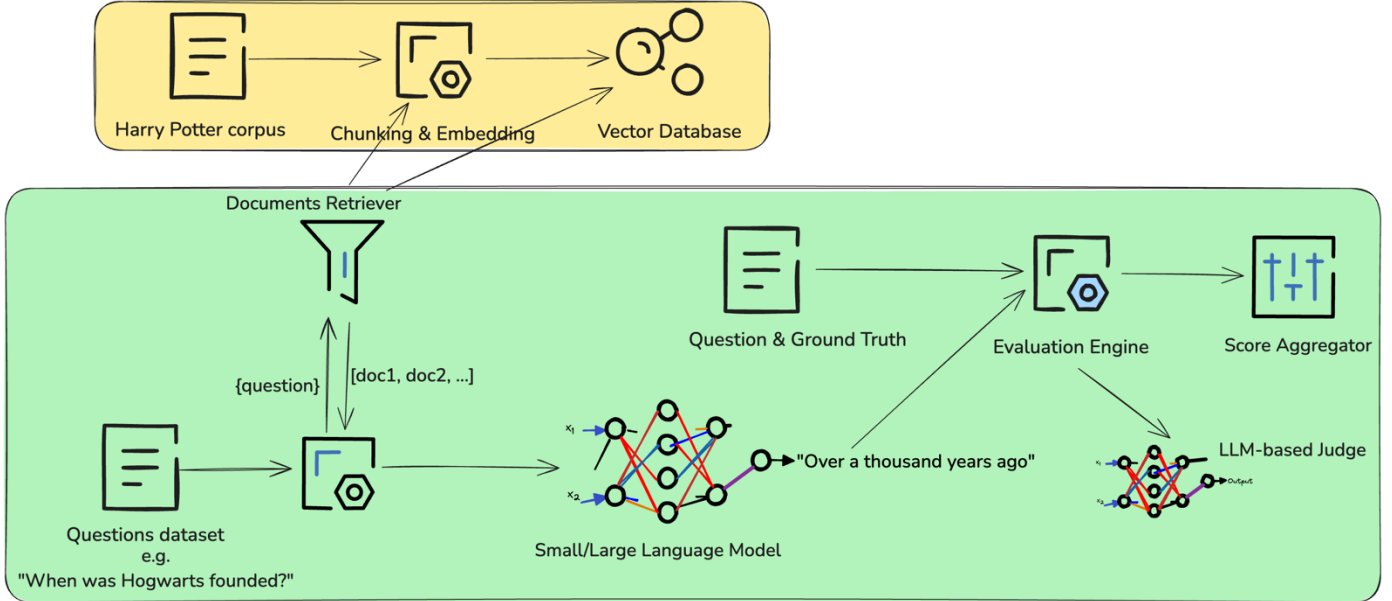 Harry Potter corpus
Chunking & Embedding
Vector Database
Documents Retriever
{question}
[doc1, doc2, ...]
Questions dataset
e.g.
"When was Hogwarts founded?"
x₁
x₂
Small/Large Language Model
"Over a thousand years ago"
Question & Ground Truth
Evaluation Engine
Score Aggregator
LLM-based Judge
x₁
x₂
Output